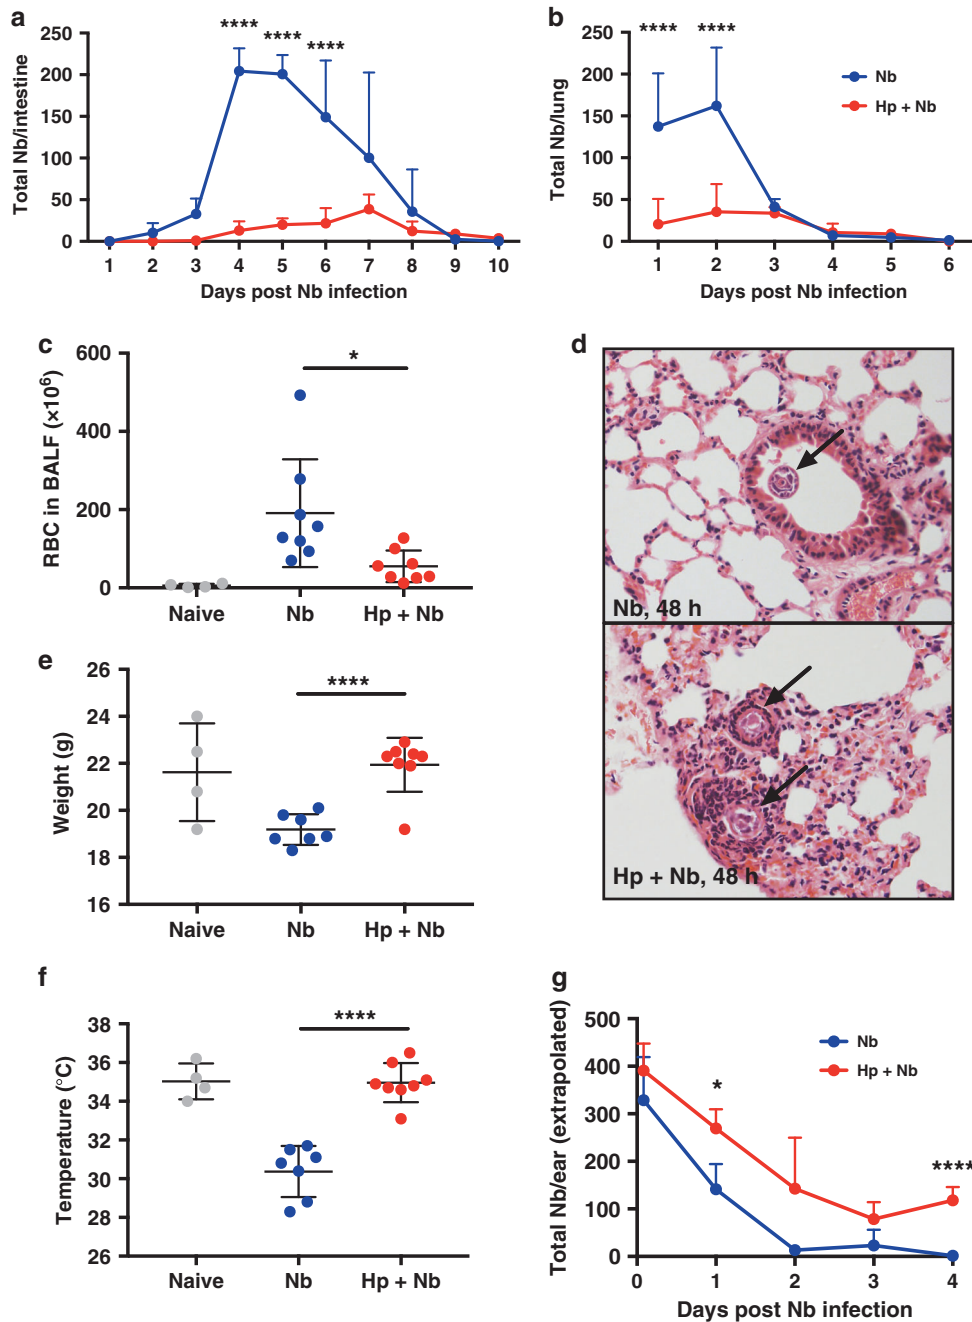 a
Total Nb/intestine
250
200
150
100
50
0
****
****
****
1 2 3 4 5 6 7 8 9 10
Days post Nb infection
b
Total Nb/lung
250
200
150
100
50
0
****
****
Nb
Hp + Nb
1 2 3 4 5 6
Days post Nb infection
c
RBC in BALF (×10⁶)
600
400
200
0
*
Naive Nb Hp + Nb
d
Nb, 48 h
Hp + Nb, 48 h
e
Weight (g)
26
24
22
20
18
16
****
Naive Nb Hp + Nb
f
Temperature (°C)
38
36
34
32
30
28
26
****
Naive Nb Hp + Nb
g
Total Nb/ear (extrapolated)
500
400
300
200
100
0
Nb
Hp + Nb
*
****
0 1 2 3 4
Days post Nb infection